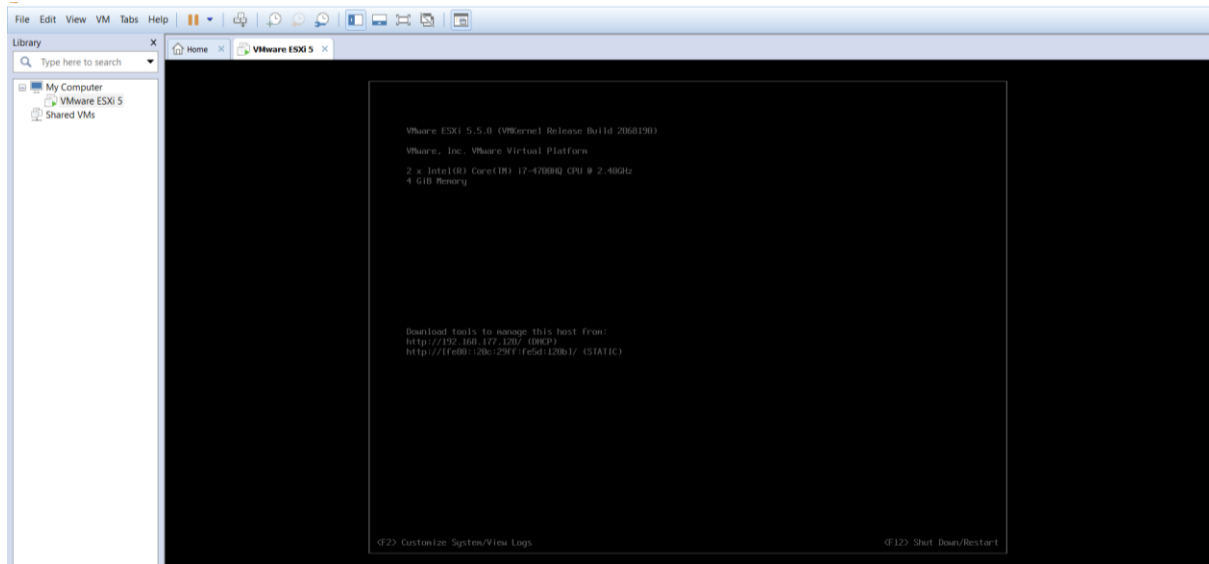 File Edit View VM Tabs Help
Library X
Home × VMware ESXi 5 ×
Type here to search
My Computer
VMware ESXi 5
Shared VMs
VMware ESXi 5.5.0 (VMKernel Release Build 2068190)
VMware, Inc. VMware Virtual Platform
2 x Intel(R) Core(TM) i7-4700HQ CPU @ 2.40GHz
4 GiB Memory
Download tools to manage this host from:
http://192.168.177.128/ (DHCP)
http://[fe80::20c:29ff:fe5d:120b]/ (STATIC)
<F2> Customize System/View Logs
<F12> Shut Down/Restart